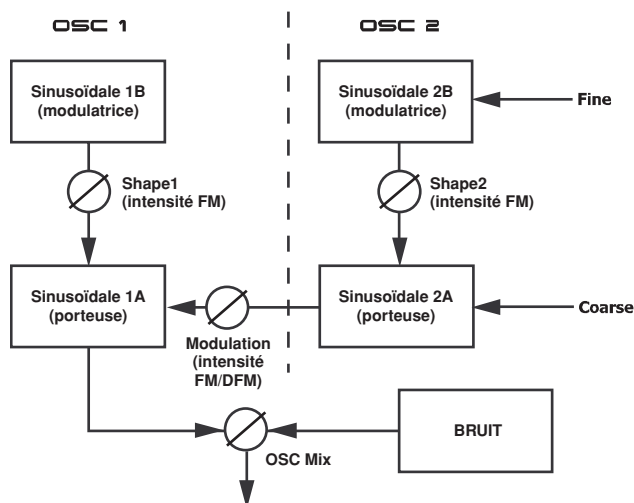 OSC 1
OSC 2
Sinusoïdale 1B
(modulatrice)
Sinusoïdale 2B
(modulatrice)
Fine
Shape1
(intensité FM)
Shape2
(intensité FM)
Sinusoïdale 1A
(porteuse)
Sinusoïdale 2A
(porteuse)
Coarse
Modulation
(intensité
FM/DFM)
BRUIT
OSC Mix